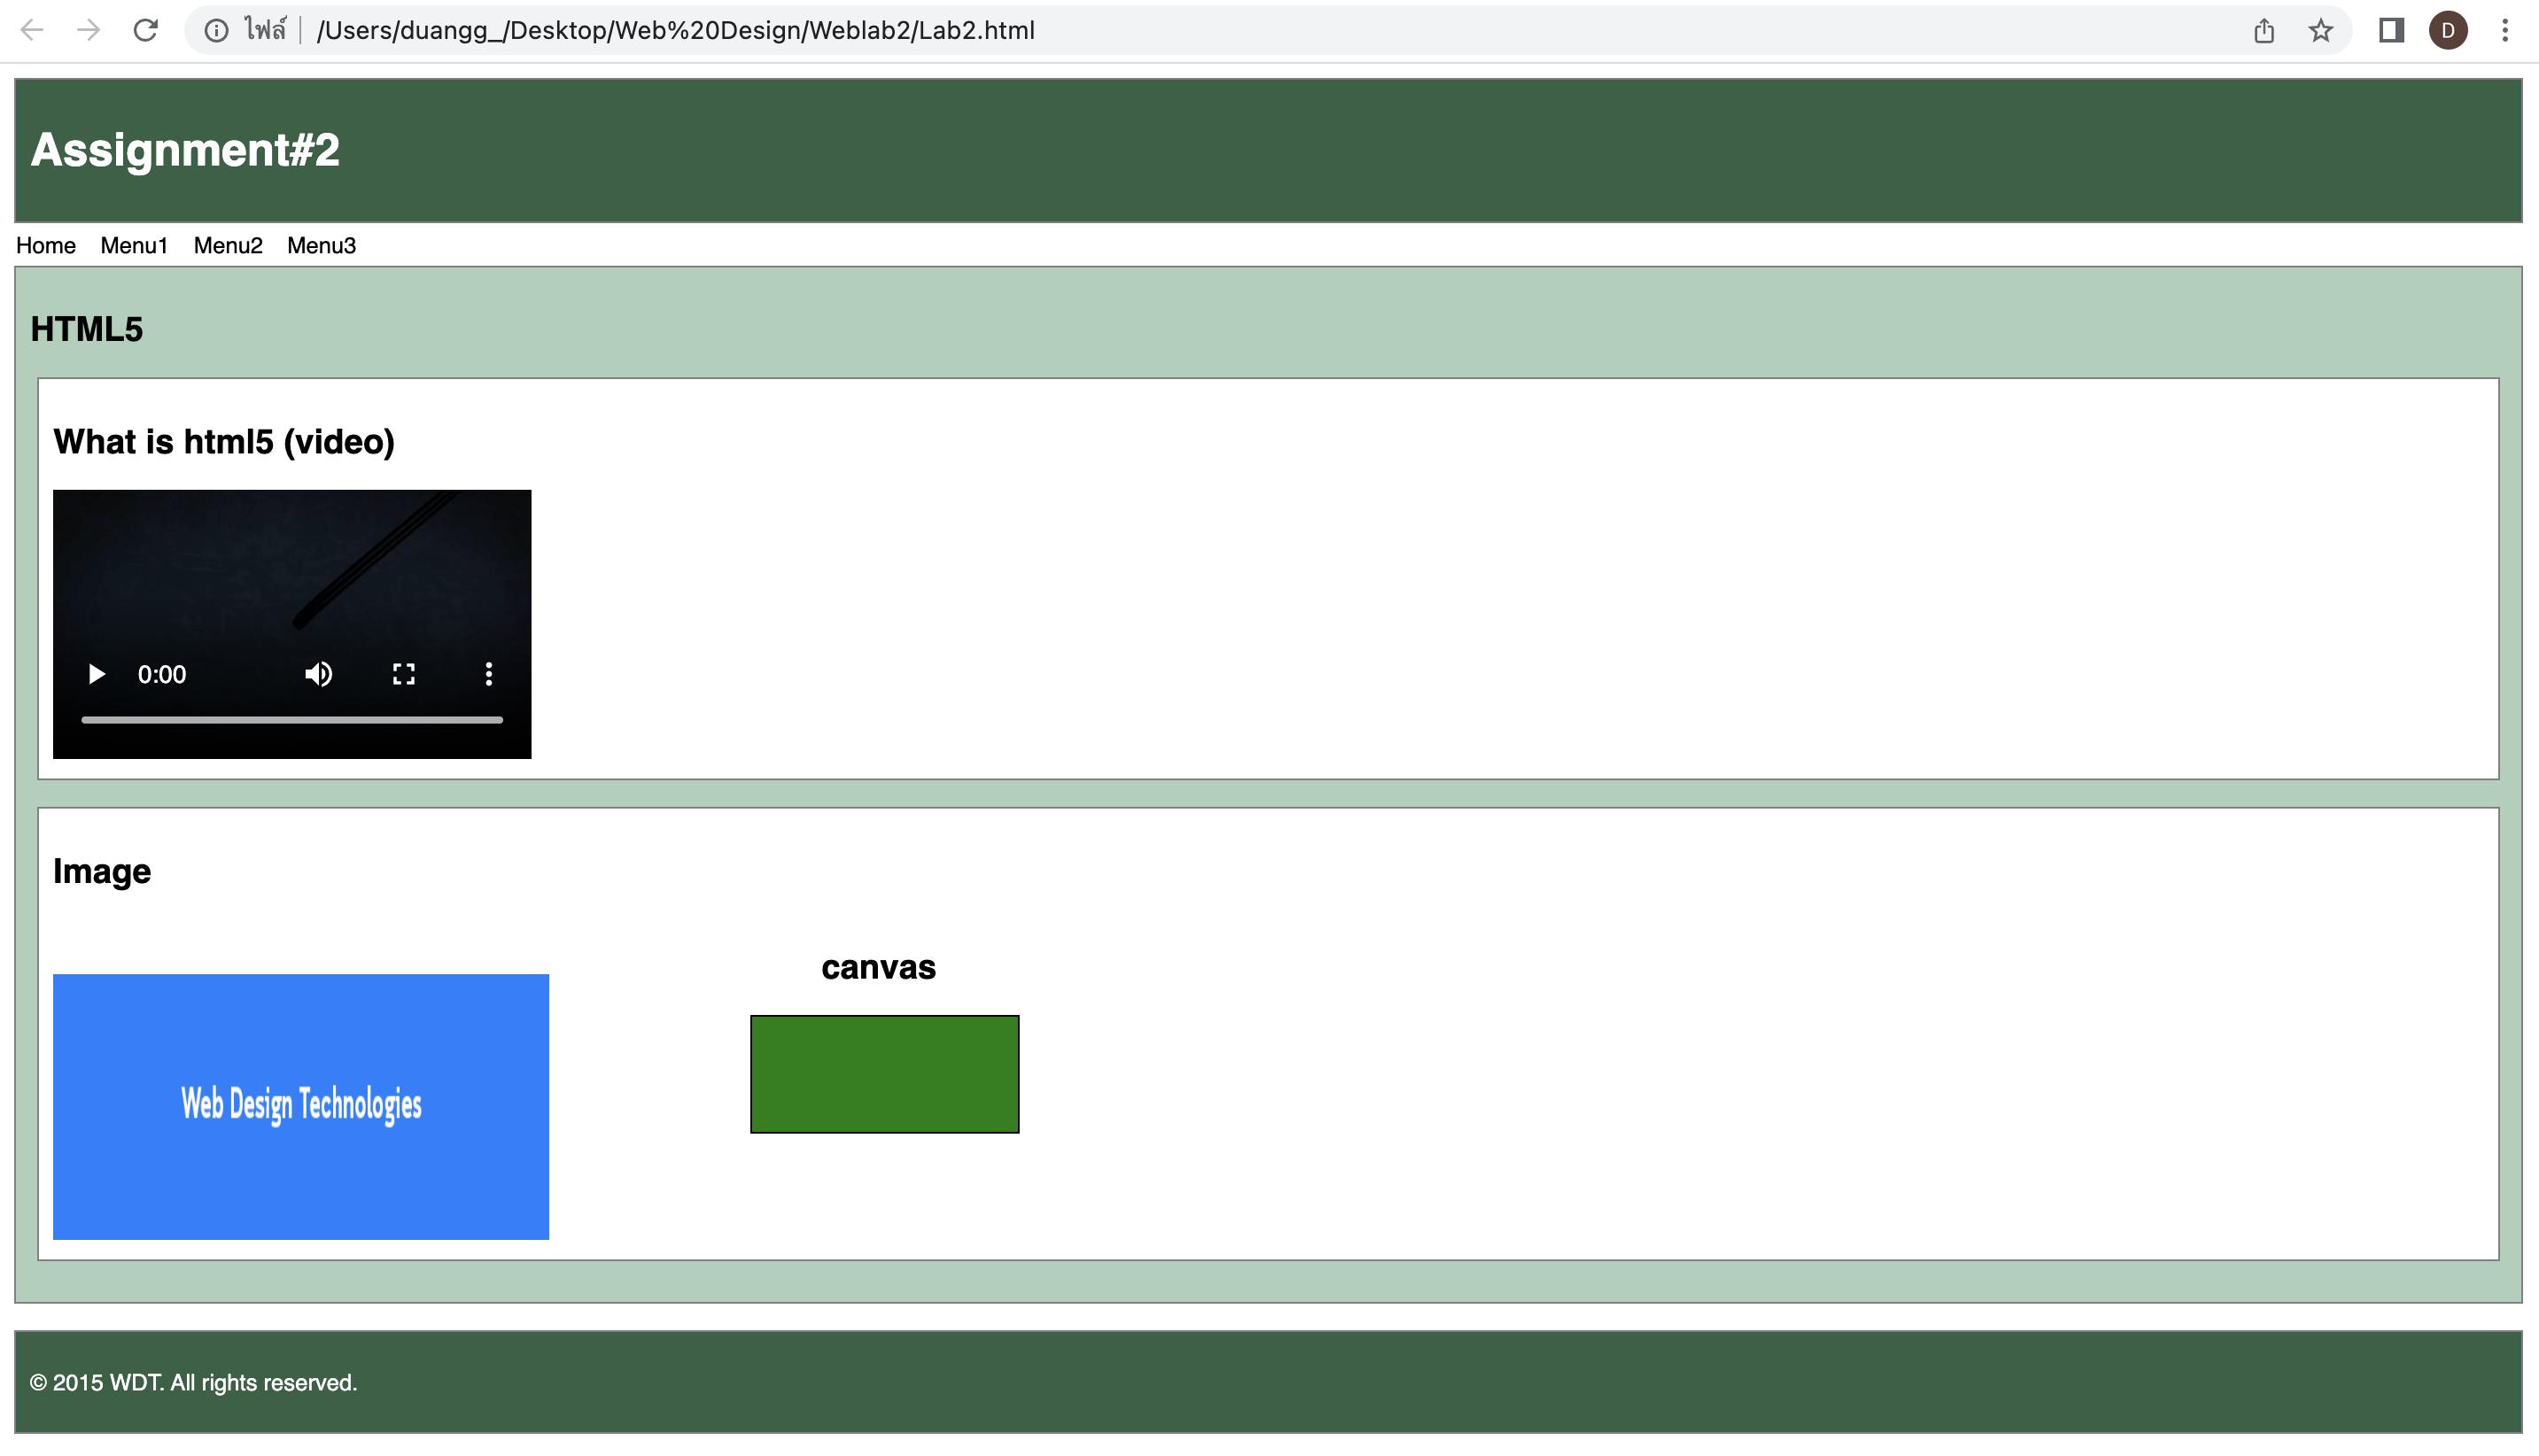 ไฟล์ /Users/duangg_/Desktop/Web%20Design/Weblab2/Lab2.html
D
Assignment#2
Home Menu1 Menu2 Menu3
HTML5
What is html5 (video)
0:00
Image
canvas
Web Design Technologies
© 2015 WDT. All rights reserved.